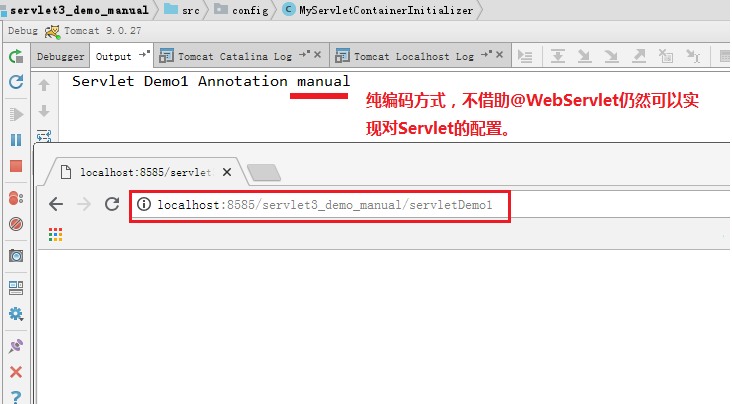 servlet3_demo_manual src config MyServletContainerInitializer
Debug Tomcat 9.0.27
Debugger Output Tomcat Catalina Log Tomcat Localhost Log
Servlet Demo1 Annotation manual
纯编码方式，不借助@WebServlet仍然可以实
现对Servlet的配置。
localhost:8585/servlet
localhost:8585/servlet3_demo_manual/servletDemo1